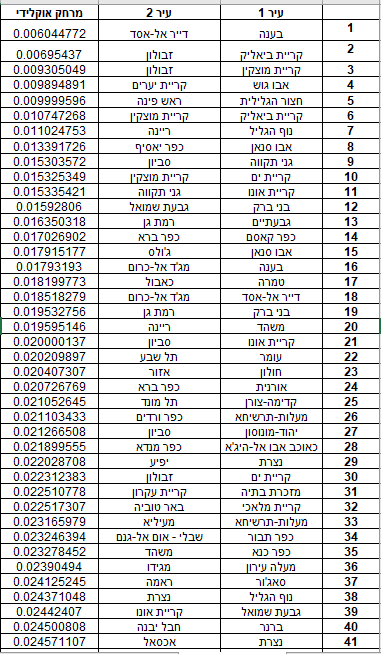 עיר 1 עיר 2 מרחק אוקלידי
1 בענה דייר אל-אסד 0.006044772
2 קריית ביאליק זבולון 0.00695437
3 קריית מוצקין זבולון 0.009305049
4 אבו גוש קריית יערים 0.009894891
5 חצור הגלילית ראש פינה 0.009999596
6 קריית ביאליק קריית מוצקין 0.010747268
7 נוף הגליל ריינה 0.011024753
8 אבו סנאן כפר יאסיף 0.013391726
9 גני תקווה סביון 0.015303572
10 קריית ים קריית מוצקין 0.015325349
11 קריית אונו גני תקווה 0.015335421
12 בני ברק גבעת שמואל 0.01592806
13 גבעתיים רמת גן 0.016350318
14 כפר קאסם כפר ברא 0.017026902
15 אבו סנאן ג'ולס 0.017915177
16 בענה מג'ד אל-כרום 0.01793193
17 טמרה כאבול 0.018199773
18 דייר אל-אסד מג'ד אל-כרום 0.018518279
19 בני ברק רמת גן 0.019532756
20 משהד ריינה 0.019595146
21 קריית אונו סביון 0.020000137
22 עומר תל שבע 0.020209897
23 חולון אזור 0.020407307
24 אורנית כפר ברא 0.020726769
25 קדימה-צורן תל מונד 0.021052645
26 מעלות-תרשיחא כפר ורדים 0.021103433
27 יהוד-מונוסון סביון 0.021266508
28 כאוכב אבו אל-היג'א כפר מנדא 0.021899555
29 נצרת יפיע 0.022028708
30 קריית ים זבולון 0.022312383
31 מזכרת בתיה קריית עקרון 0.022510778
32 קריית מלאכי באר טוביה 0.022517307
33 מעלות-תרשיחא מעיליא 0.023165979
34 כפר תבור שבלי - אום אל-גנם 0.023246394
35 כפר כנא משהד 0.023278452
36 מעלה עירון מגידו 0.02390494
37 סאג'ור ראמה 0.024125245
38 נוף הגליל נצרת 0.024371048
39 גבעת שמואל קריית אונו 0.02442407
40 ברנר חבל יבנה 0.024500808
41 נצרת אכסאל 0.024571107